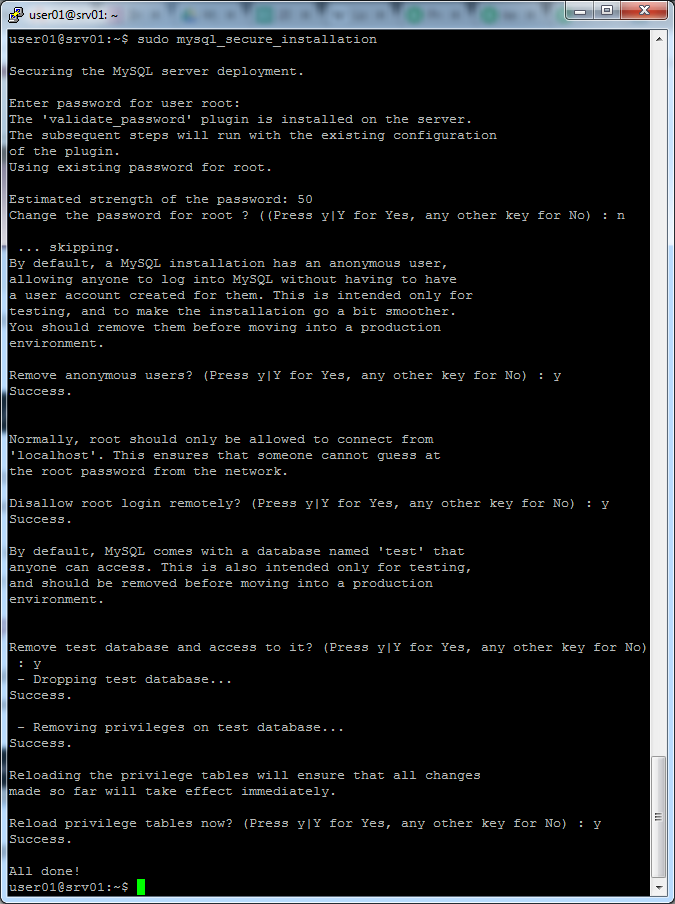 user01@srv01: ~
user01@srv01:~$ sudo mysql_secure_installation
Securing the MySQL server deployment.
Enter password for user root:
The 'validate_password' plugin is installed on the server.
The subsequent steps will run with the existing configuration
of the plugin.
Using existing password for root.
Estimated strength of the password: 50
Change the password for root ? ((Press y|Y for Yes, any other key for No) : n
... skipping.
By default, a MySQL installation has an anonymous user,
allowing anyone to log into MySQL without having to have
a user account created for them. This is intended only for
testing, and to make the installation go a bit smoother.
You should remove them before moving into a production
environment.
Remove anonymous users? (Press y|Y for Yes, any other key for No) : y
Success.
Normally, root should only be allowed to connect from
'localhost'. This ensures that someone cannot guess at
the root password from the network.
Disallow root login remotely? (Press y|Y for Yes, any other key for No) : y
Success.
By default, MySQL comes with a database named 'test' that
anyone can access. This is also intended only for testing,
and should be removed before moving into a production
environment.
Remove test database and access to it? (Press y|Y for Yes, any other key for No)
: y
- Dropping test database...
Success.
- Removing privileges on test database...
Success.
Reloading the privilege tables will ensure that all changes
made so far will take effect immediately.
Reload privilege tables now? (Press y|Y for Yes, any other key for No) : y
Success.
All done!
user01@srv01:~$